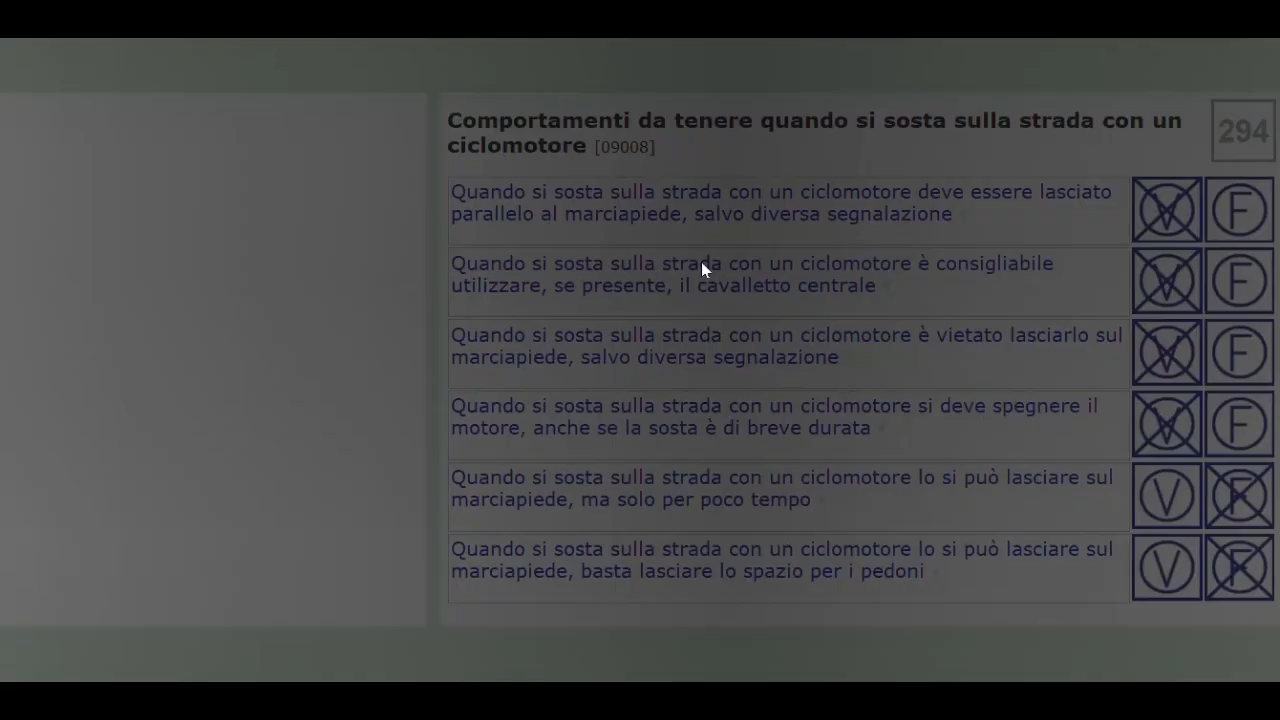 Comportamenti da tenere quando si sosta sulla strada con un
ciclomotore [09008]
294
Quando si sosta sulla strada con un ciclomotore deve essere lasciato
parallelo al marciapiede, salvo diversa segnalazione
V F
Quando si sosta sulla strada con un ciclomotore è consigliabile
utilizzare, se presente, il cavalletto centrale
V F
Quando si sosta sulla strada con un ciclomotore è vietato lasciarlo sul
marciapiede, salvo diversa segnalazione
V F
Quando si sosta sulla strada con un ciclomotore si deve spegnere il
motore, anche se la sosta è di breve durata
V F
Quando si sosta sulla strada con un ciclomotore lo si può lasciare sul
marciapiede, ma solo per poco tempo
V F
Quando si sosta sulla strada con un ciclomotore lo si può lasciare sul
marciapiede, basta lasciare lo spazio per i pedoni
V F